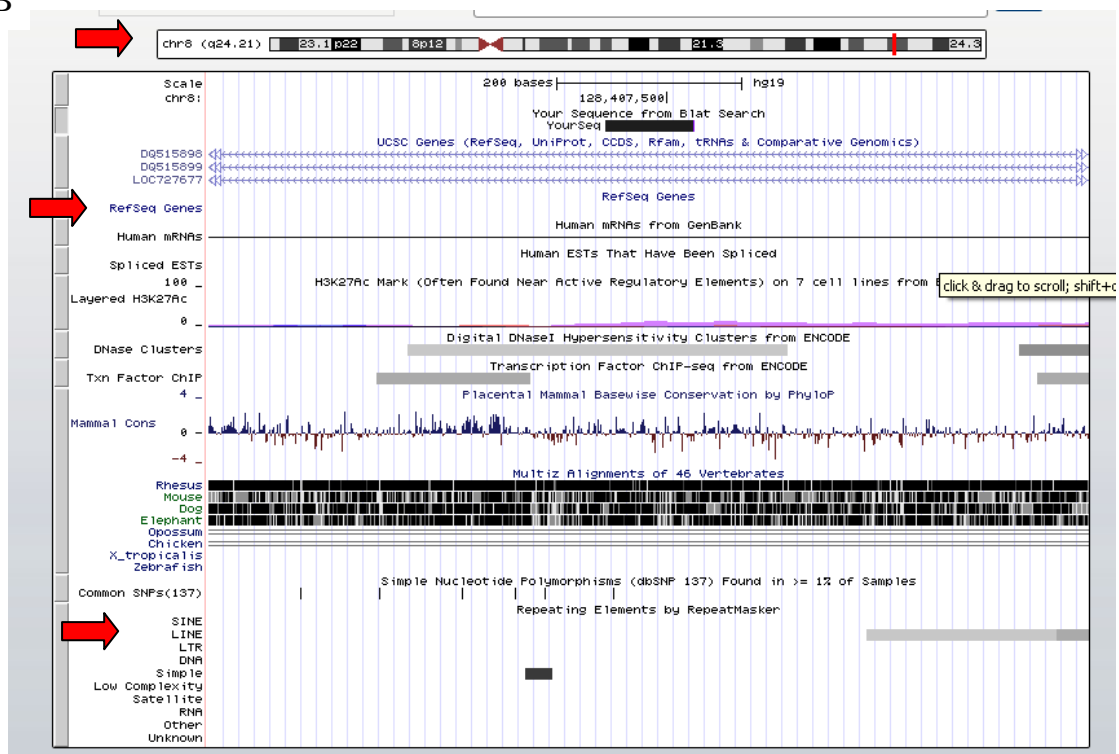 B
chr8 (q24.21) 23.1 p22 8p12 21.3 24.3
Scale 200 bases hg19
chr8: 128,407,500
Your Sequence from Blat Search
YourSeq
UCSC Genes (RefSeq, UniProt, CCDS, Rfam, tRNAs & Comparative Genomics)
DQ515898
DQ515899
LOC727677
RefSeq Genes
RefSeq Genes
Human mRNAs from GenBank
Human mRNAs
Human ESTs That Have Been Spliced
Spliced ESTs
100 _ H3K27Ac Mark (Often Found Near Active Regulatory Elements) on 7 cell lines from E
click & drag to scroll; shift+c
Layered H3K27Ac
0 _
Digital DNaseI Hypersensitivity Clusters from ENCODE
DNase Clusters
Transcription Factor ChIP-seq from ENCODE
Txn Factor ChIP
4 _ Placental Mammal Basewise Conservation by PhyloP
Mammal Cons 0 _
-4 _
Multiz Alignments of 46 Vertebrates
Rhesus
Mouse
Dog
Elephant
Opossum
Chicken
X_tropicalis
Zebrafish
Simple Nucleotide Polymorphisms (dbSNP 137) Found in >= 1% of Samples
Common SNPs(137)
Repeating Elements by RepeatMasker
SINE
LINE
LTR
DNA
Simple
Low Complexity
Satellite
RNA
Other
Unknown